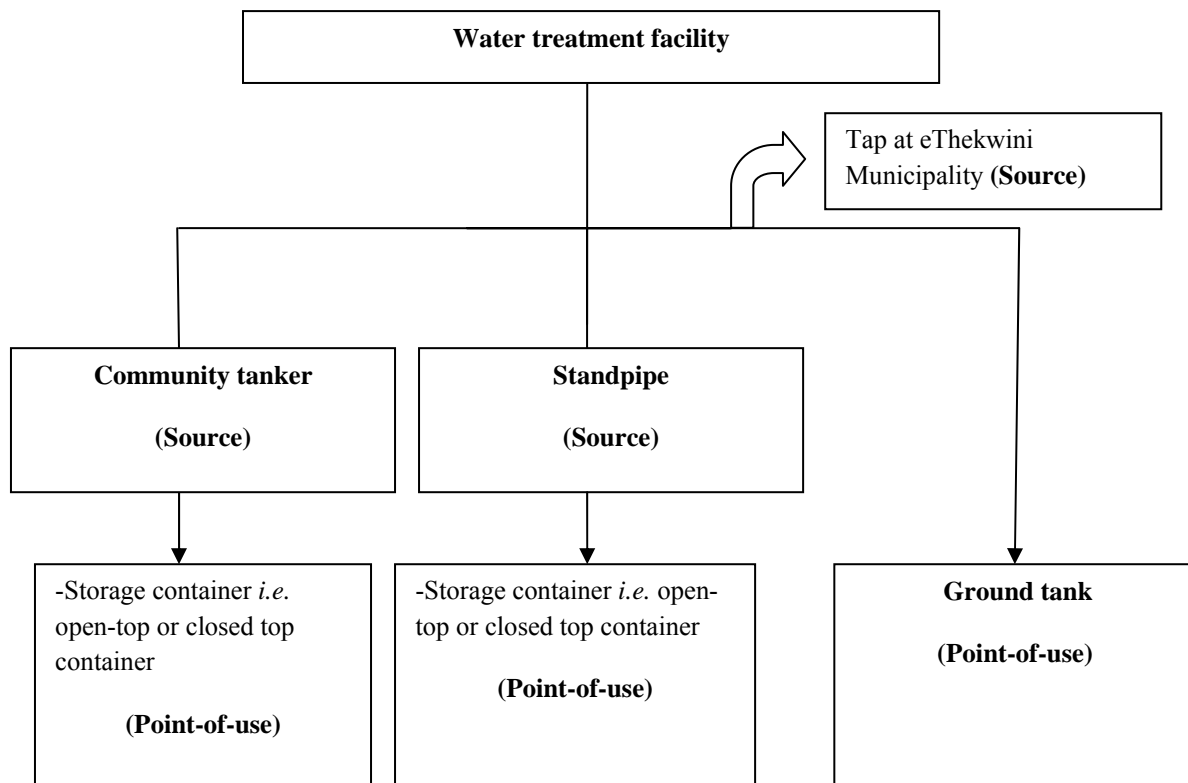 Water treatment facility
Tap at eThekwini
Municipality (Source)
Community tanker
(Source)
Standpipe
(Source)
-Storage container i.e.
open-top or closed top
container
(Point-of-use)
-Storage container i.e. open-
top or closed top container
(Point-of-use)
Ground tank
(Point-of-use)